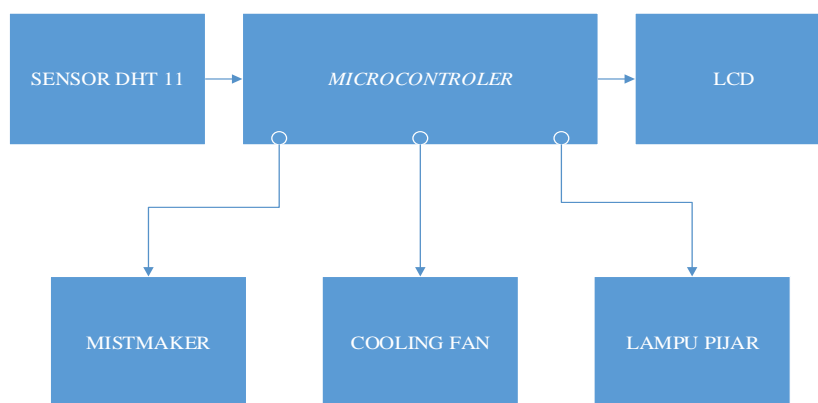 SENSOR DHT 11
MICROCONTROLER
LCD
MISTMAKER
COOLING FAN
LAMPU PIJAR